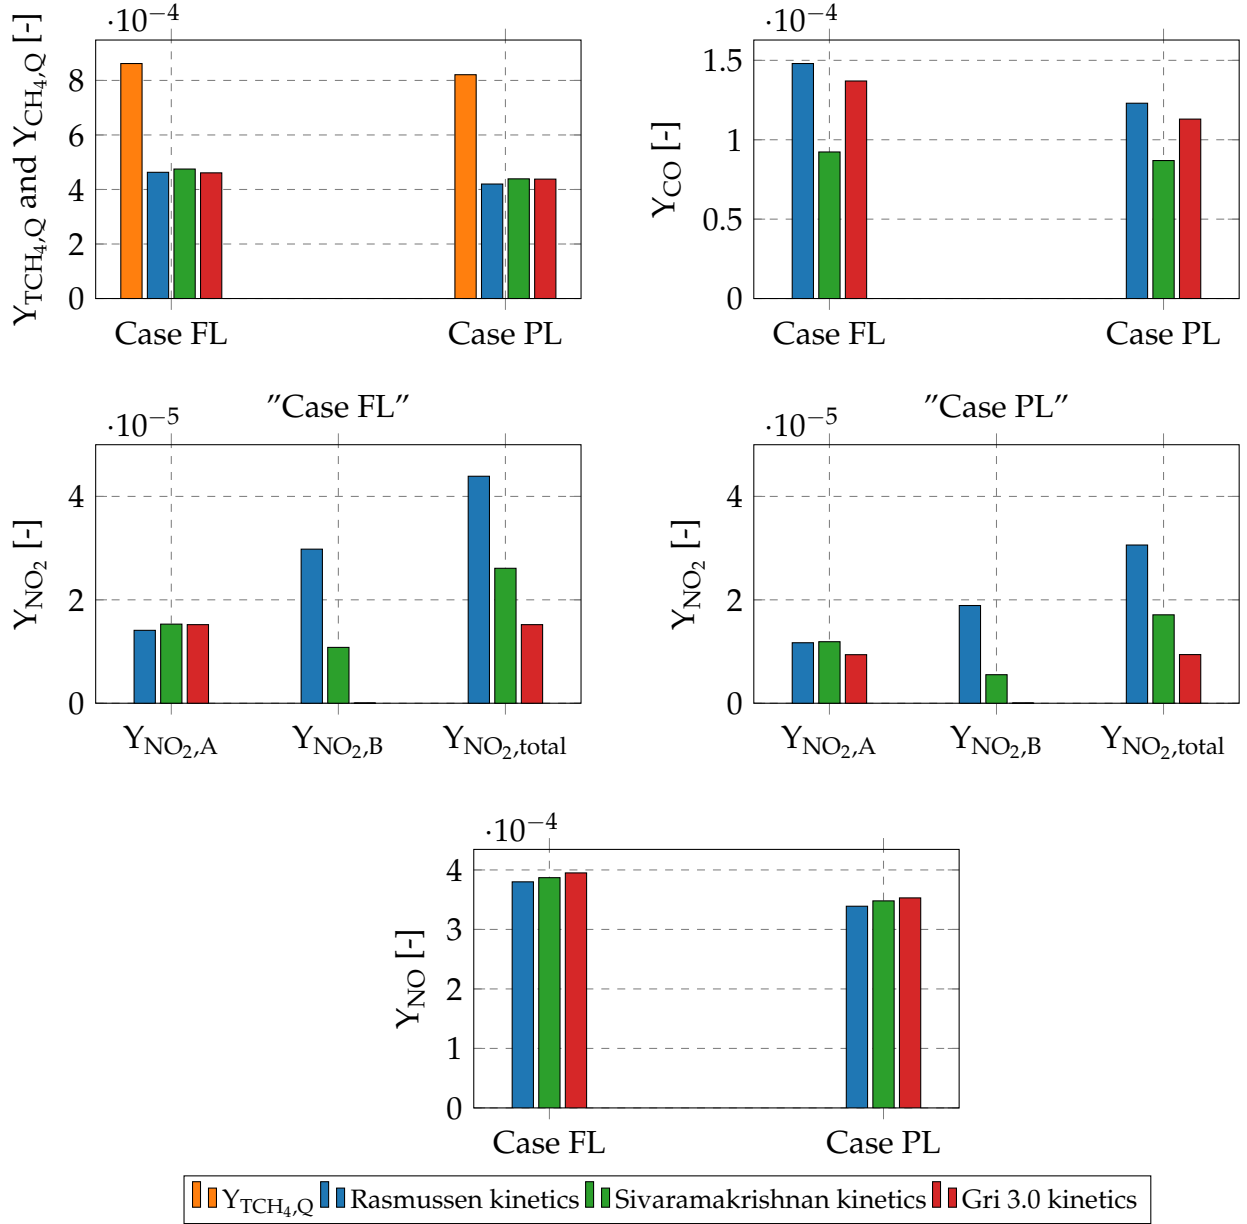 ·10⁻⁴
Y_TCH₄,Q and Y_CH₄,Q [-]
8
6
4
2
0
Case FL Case PL
·10⁻⁴
Y_CO [-]
1.5
1
0.5
0
Case FL Case PL
”Case FL”
·10⁻⁵
Y_NO₂ [-]
4
2
0
Y_NO₂,A Y_NO₂,B Y_NO₂,total
”Case PL”
·10⁻⁵
Y_NO₂ [-]
4
2
0
Y_NO₂,A Y_NO₂,B Y_NO₂,total
·10⁻⁴
Y_NO [-]
4
3
2
1
0
Case FL Case PL
Y_TCH₄,Q Rasmussen kinetics Sivaramakrishnan kinetics Gri 3.0 kinetics